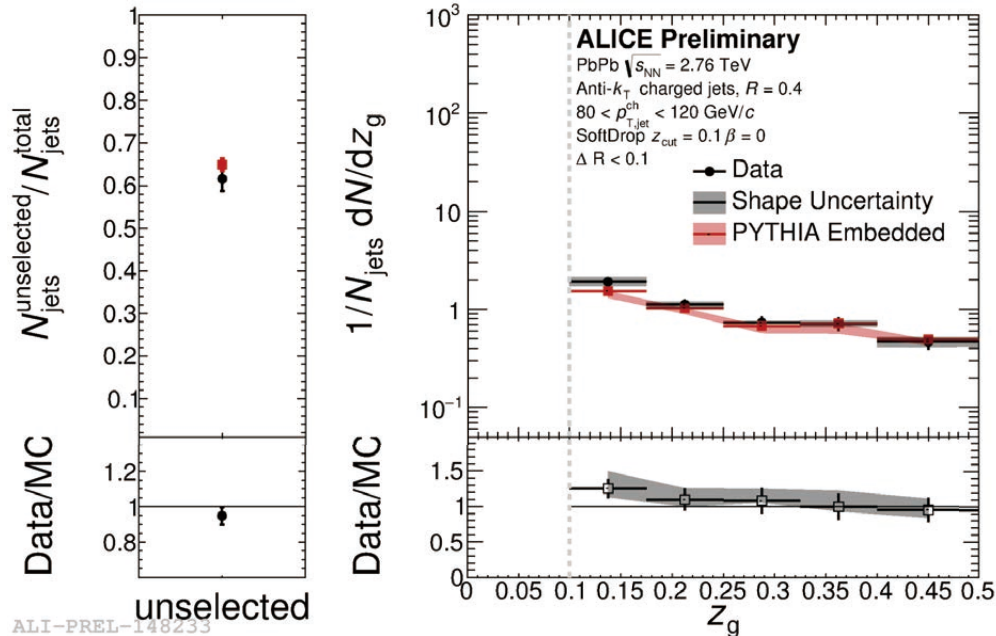 N_jets^unselected / N_jets^total
1
0.9
0.8
0.7
0.6
0.5
0.4
0.3
0.2
0.1
Data/MC
1.2
1
0.8
unselected
ALI-PREL-148233
1/N_jets dN/dz_g
10³
10²
10
1
10⁻¹
ALICE Preliminary
PbPb √s_NN = 2.76 TeV
Anti-k_T charged jets, R = 0.4
80 < p_T,jet^ch < 120 GeV/c
SoftDrop z_cut = 0.1 β = 0
Δ R < 0.1
Data
Shape Uncertainty
PYTHIA Embedded
Data/MC
1.5
1
0.5
0
0 0.05 0.1 0.15 0.2 0.25 0.3 0.35 0.4 0.45 0.5
z_g